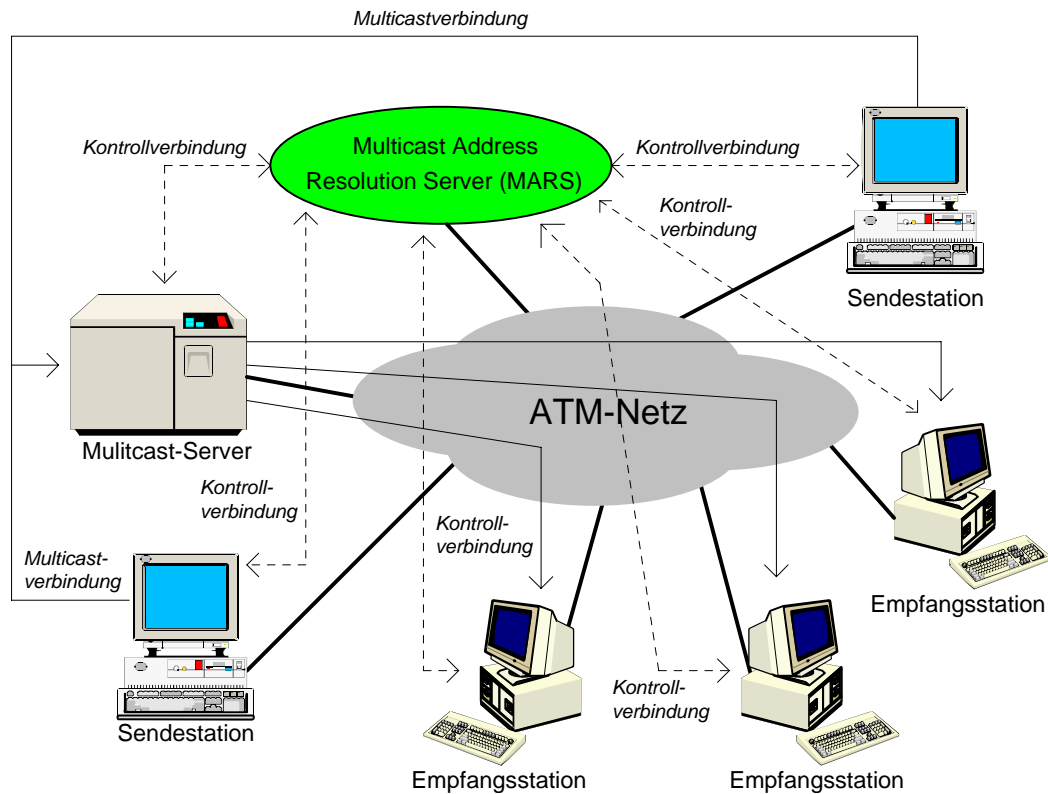 Multicastverbindung
Multicast Address
Resolution Server (MARS)
Kontrollverbindung
Kontrollverbindung
Kontroll-
verbindung
Sendestation
ATM-Netz
Mulitcast-Server
Kontroll-
verbindung
Kontroll-
verbindung
Multicast-
verbindung
Empfangsstation
Kontroll-
verbindung
Sendestation
Empfangsstation
Empfangsstation